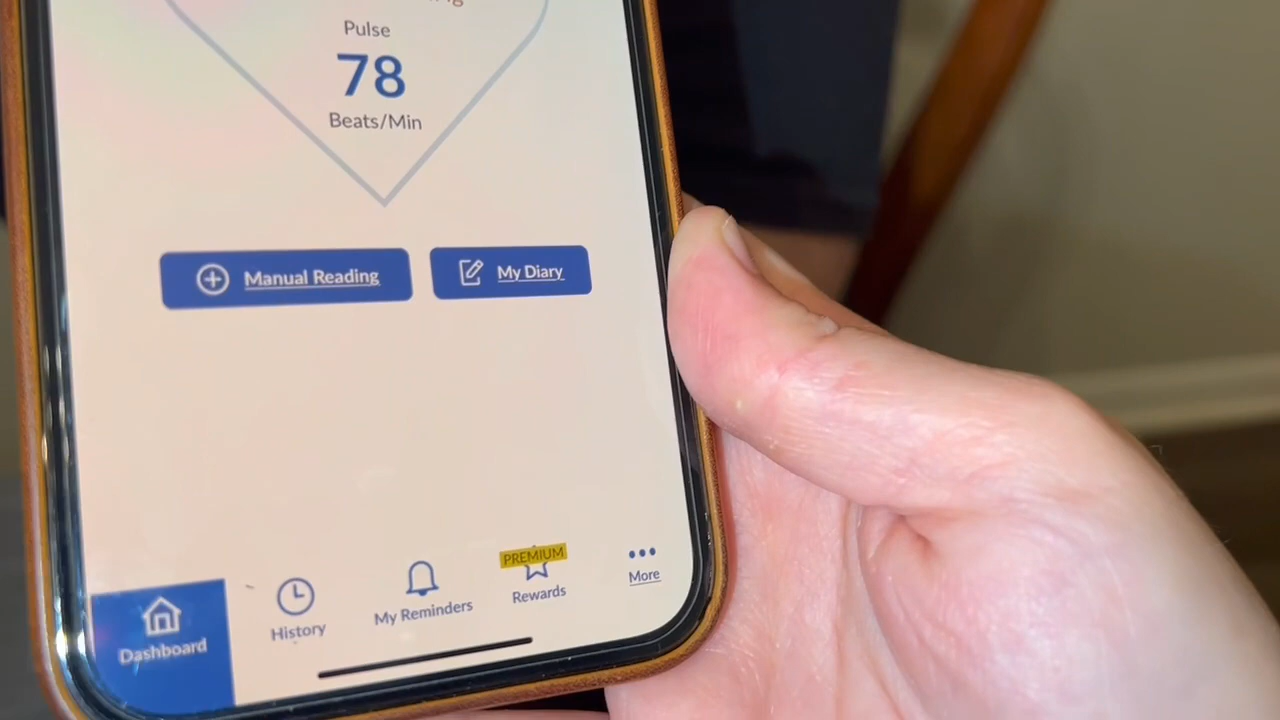 Pulse
78
Beats/Min
Manual Reading
My Diary
PREMIUM
Dashboard
History
My Reminders
Rewards
More